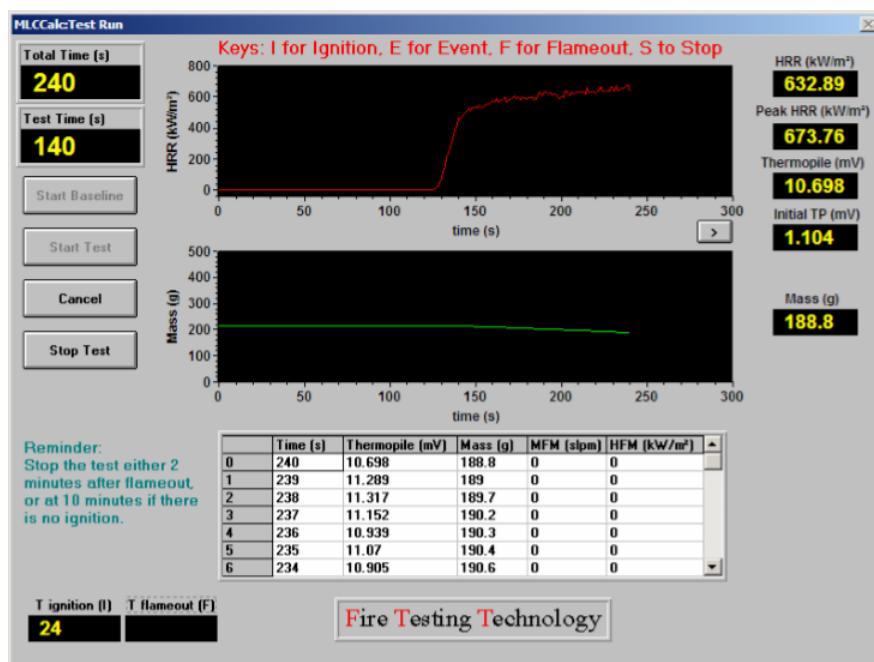 MLCCalc:Test Run
Keys: I for Ignition, E for Event, F for Flameout, S to Stop
Total Time (s)
240
Test Time (s)
140
Start Baseline
Start Test
Cancel
Stop Test
HRR (kW/m²)
800
600
400
200
0
0 50 100 150 200 250 300
time (s)
>
Mass (g)
500
400
300
200
100
0
0 50 100 150 200 250 300
time (s)
HRR (kW/m²)
632.89
Peak HRR (kW/m²)
673.76
Thermopile (mV)
10.698
Initial TP (mV)
1.104
Mass (g)
188.8
Reminder:
Stop the test either 2
minutes after flameout,
or at 10 minutes if there
is no ignition.
Time (s) Thermopile (mV) Mass (g) MFM (slpm) HFM (kW/m²)
0 240 10.698 188.8 0 0
1 239 11.289 189 0 0
2 238 11.317 189.7 0 0
3 237 11.152 190.2 0 0
4 236 10.939 190.3 0 0
5 235 11.07 190.4 0 0
6 234 10.905 190.6 0 0
T ignition (I) T flameout (F)
24
Fire Testing Technology